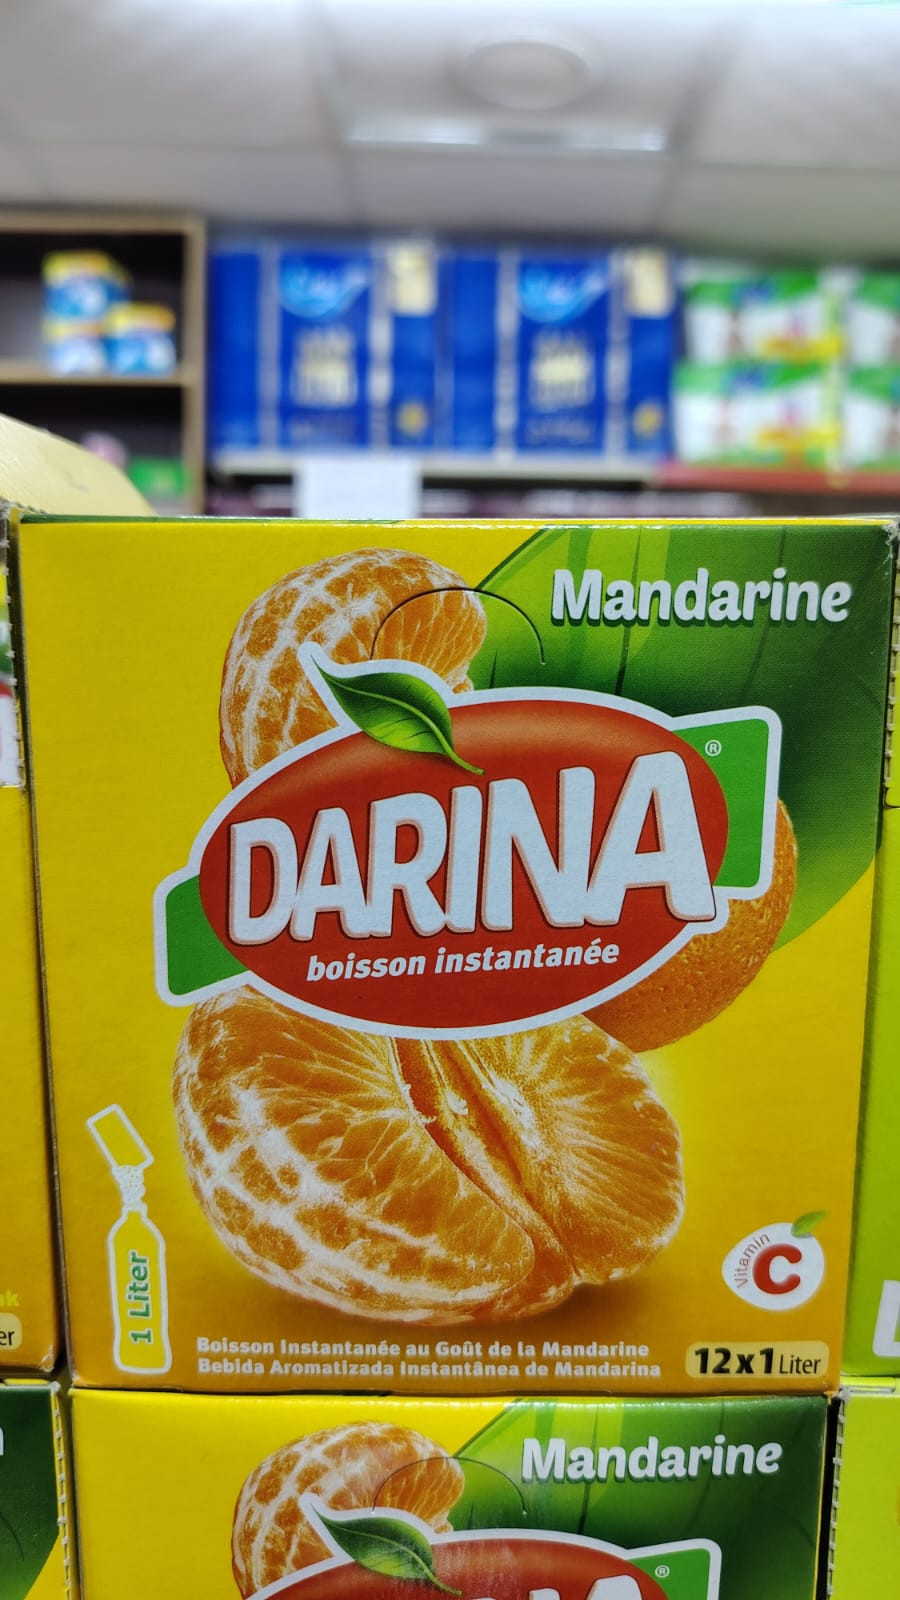 Mandarine
DARINA®
boisson instantanée
Vitamin
C
1 Liter
Boisson Instantanée au Goût de la Mandarine
Bebida Aromatizada Instantânea de Mandarina
12x1 Liter
Mandarine
®